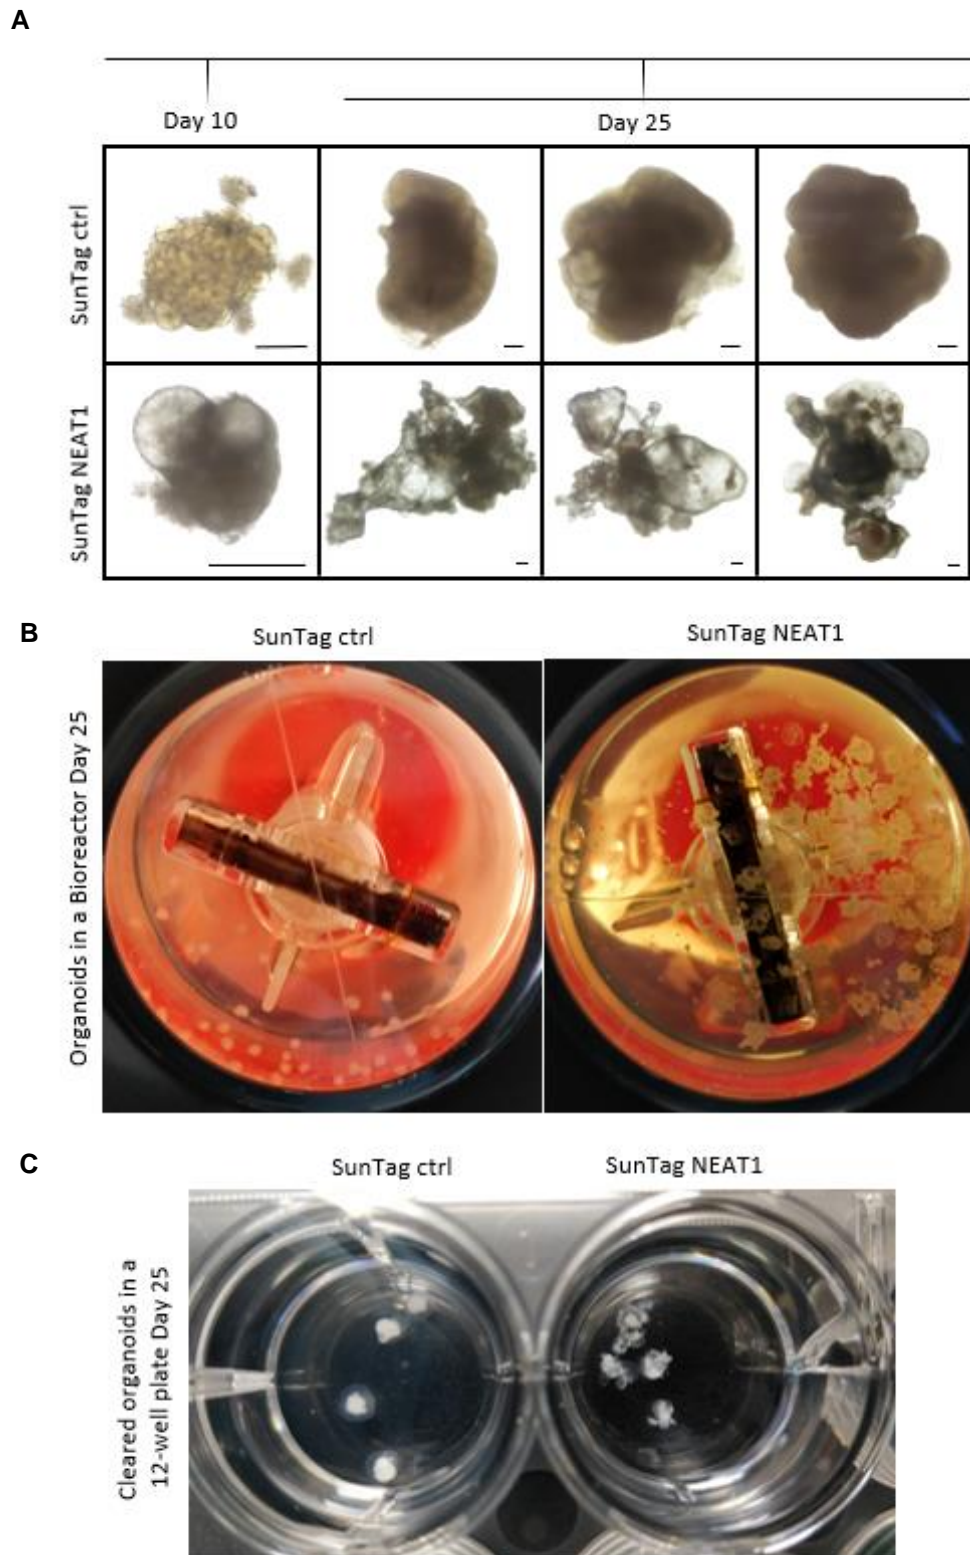 A
Day 10
Day 25
SunTag ctrl
SunTag NEAT1
B
SunTag ctrl
SunTag NEAT1
Organoids in a Bioreactor Day 25
C
SunTag ctrl
SunTag NEAT1
Cleared organoids in a
12-well plate Day 25